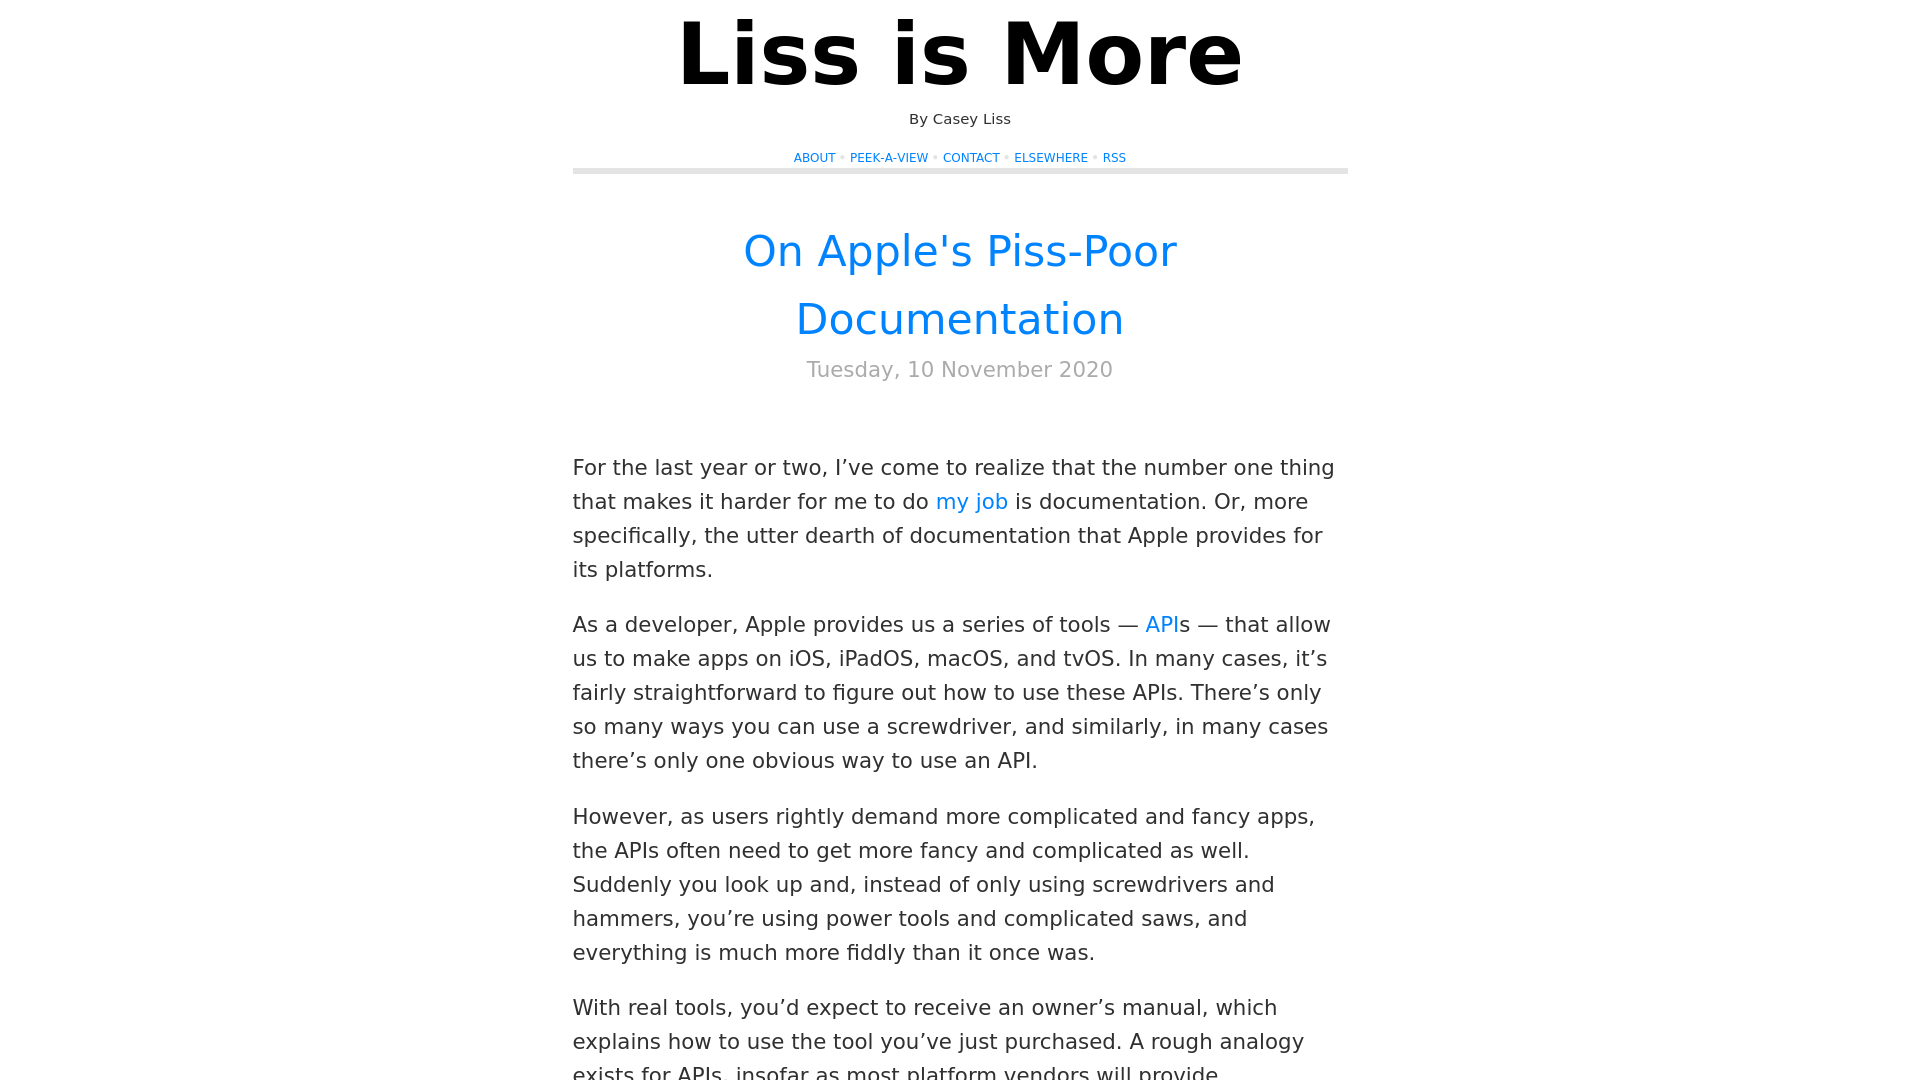 Liss is More
By Casey Liss
ABOUT • PEEK-A-VIEW • CONTACT • ELSEWHERE • RSS
On Apple's Piss-Poor
Documentation
Tuesday, 10 November 2020
For the last year or two, I’ve come to realize that the number one thing
that makes it harder for me to do my job is documentation. Or, more
specifically, the utter dearth of documentation that Apple provides for
its platforms.
As a developer, Apple provides us a series of tools — APIs — that allow
us to make apps on iOS, iPadOS, macOS, and tvOS. In many cases, it’s
fairly straightforward to figure out how to use these APIs. There’s only
so many ways you can use a screwdriver, and similarly, in many cases
there’s only one obvious way to use an API.
However, as users rightly demand more complicated and fancy apps,
the APIs often need to get more fancy and complicated as well.
Suddenly you look up and, instead of only using screwdrivers and
hammers, you’re using power tools and complicated saws, and
everything is much more fiddly than it once was.
With real tools, you’d expect to receive an owner’s manual, which
explains how to use the tool you’ve just purchased. A rough analogy
exists for APIs, insofar as most platform vendors will provide